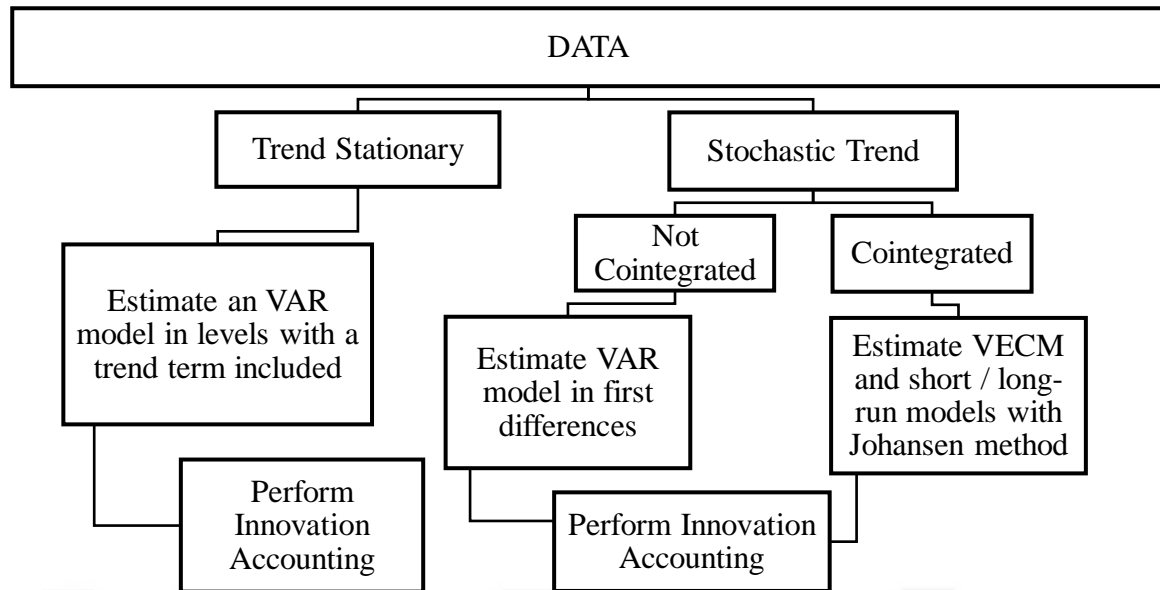 DATA
Trend Stationary
Stochastic Trend
Not
Cointegrated
Cointegrated
Estimate an VAR
model in levels with a
trend term included
Estimate VAR
model in first
differences
Estimate VECM
and short / long-
run models with
Johansen method
Perform
Innovation
Accounting
Perform Innovation
Accounting